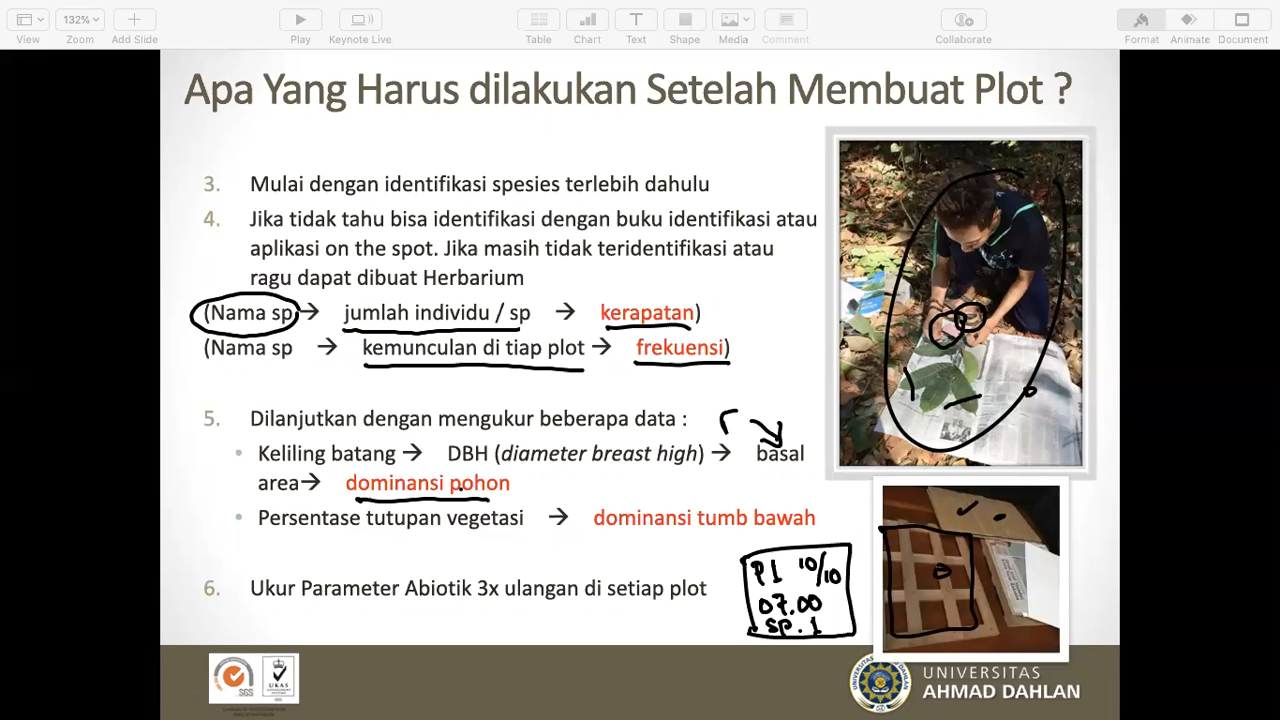 View
132%
Zoom
Add Slide
Play
Keynote Live
Table
Chart
Text
Shape
Media
Comment
Collaborate
Format
Animate
Document
Apa Yang Harus dilakukan Setelah Membuat Plot ?
3. Mulai dengan identifikasi spesies terlebih dahulu
4. Jika tidak tahu bisa identifikasi dengan buku identifikasi atau
aplikasi on the spot. Jika masih tidak teridentifikasi atau
ragu dapat dibuat Herbarium
(Nama sp → jumlah individu / sp → kerapatan)
(Nama sp → kemunculan di tiap plot → frekuensi)
5. Dilanjutkan dengan mengukur beberapa data :
• Keliling batang → DBH (diameter breast high) → basal
area → dominansi pohon
• Persentase tutupan vegetasi → dominansi tumb bawah
6. Ukur Parameter Abiotik 3x ulangan di setiap plot
P1 10/10
07.00
sp. 1
SGS
UKAS
UNIVERSITAS
AHMAD DAHLAN